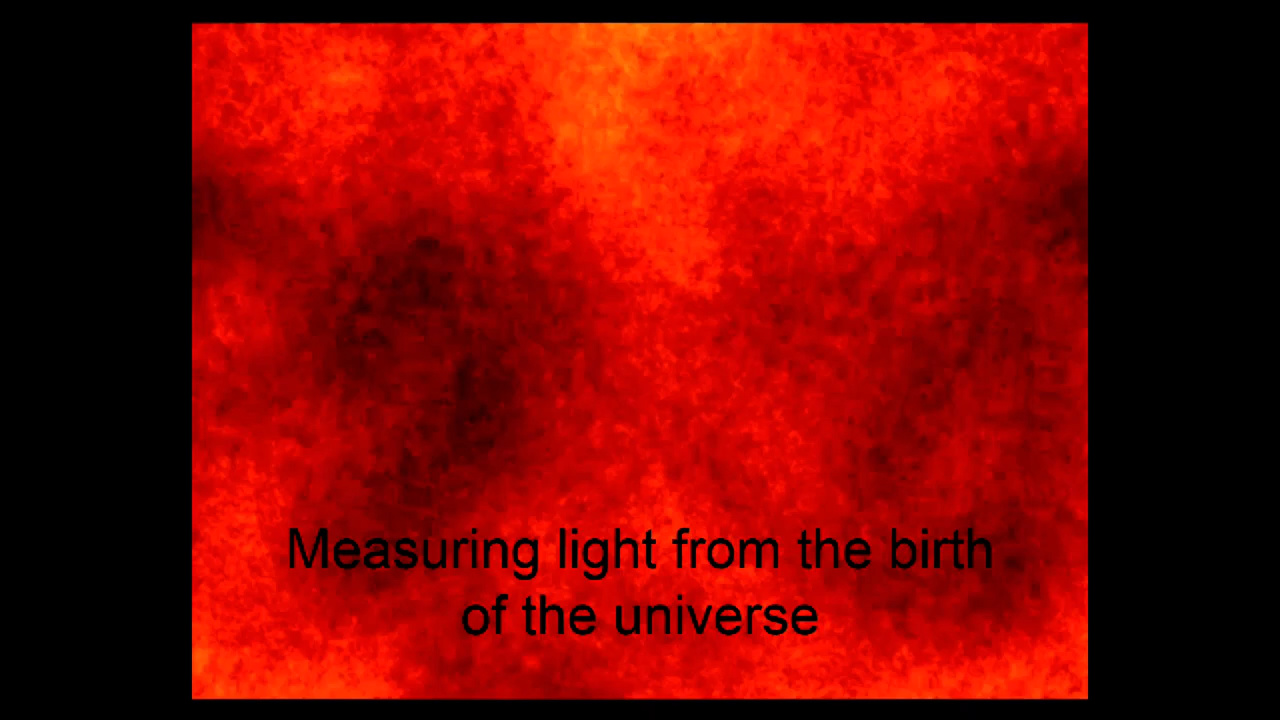 Measuring light from the birth
of the universe